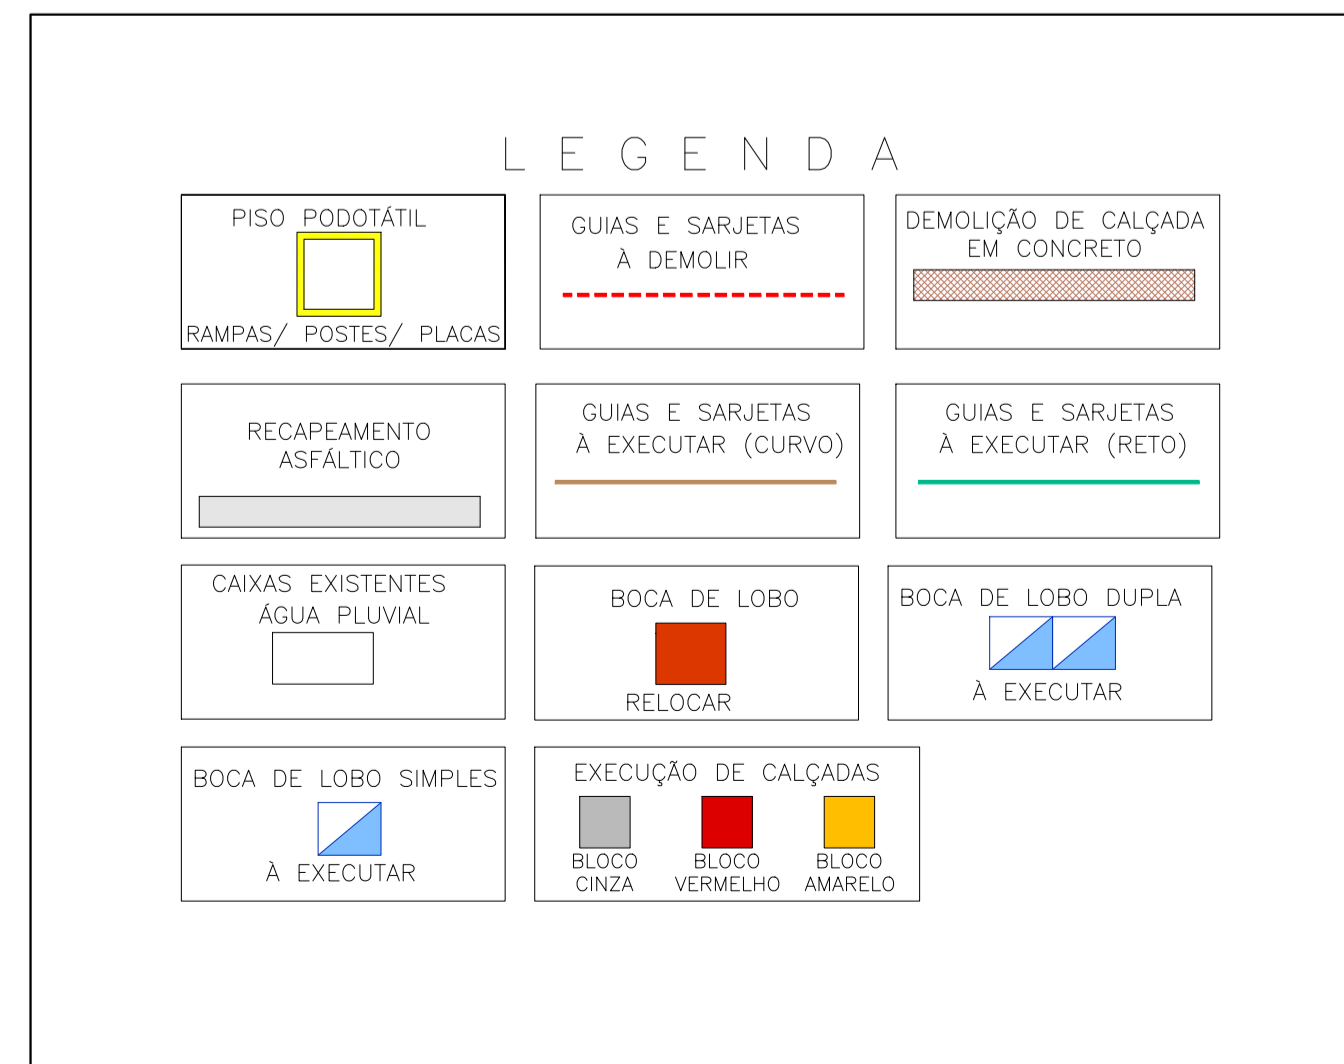 LEGENDA
PISO PODOTÁTIL
RAMPAS/ POSTES/ PLACAS
GUIAS E SARJETAS
À DEMOLIR
DEMOLIÇÃO DE CALÇADA
EM CONCRETO
RECAPEAMENTO
ASFÁLTICO
GUIAS E SARJETAS
À EXECUTAR (CURVO)
GUIAS E SARJETAS
À EXECUTAR (RETO)
CAIXAS EXISTENTES
ÁGUA PLUVIAL
BOCA DE LOBO
RELOCAR
BOCA DE LOBO DUPLA
À EXECUTAR
BOCA DE LOBO SIMPLES
À EXECUTAR
EXECUÇÃO DE CALÇADAS
BLOCO
CINZA
BLOCO
VERMELHO
BLOCO
AMARELO